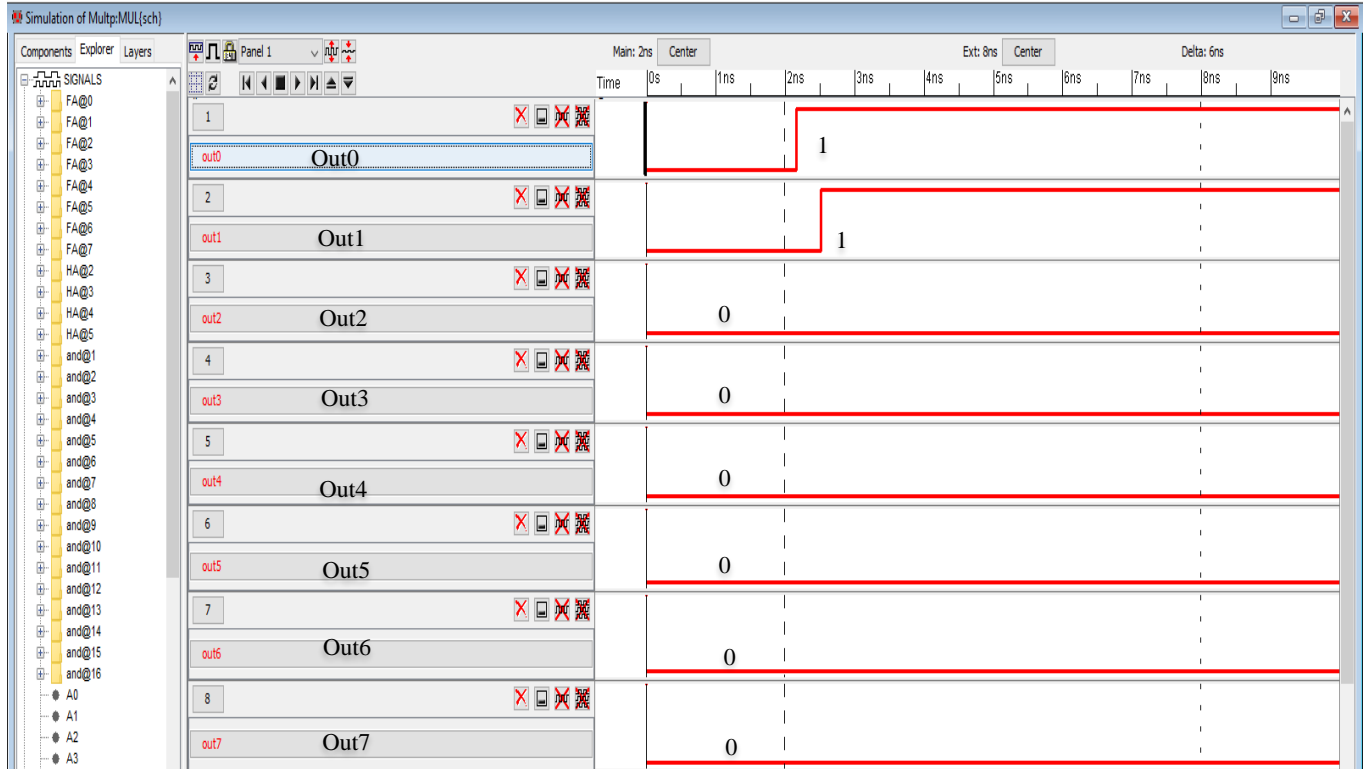 Simulation of Multp:MUL{sch}
Components Explorer Layers
Panel 1
Main: 2ns Center Ext: 8ns Center Delta: 6ns
Time 0s 1ns 2ns 3ns 4ns 5ns 6ns 7ns 8ns 9ns
SIGNALS
FA@0
FA@1
FA@2
FA@3
FA@4
FA@5
FA@6
FA@7
HA@2
HA@3
HA@4
HA@5
and@1
and@2
and@3
and@4
and@5
and@6
and@7
and@8
and@9
and@10
and@11
and@12
and@13
and@14
and@15
and@16
A0
A1
A2
A3
1
out0 Out0 1
2
out1 Out1 1
3
out2 Out2 0
4
out3 Out3 0
5
out4 Out4 0
6
out5 Out5 0
7
out6 Out6 0
8
out7 Out7 0